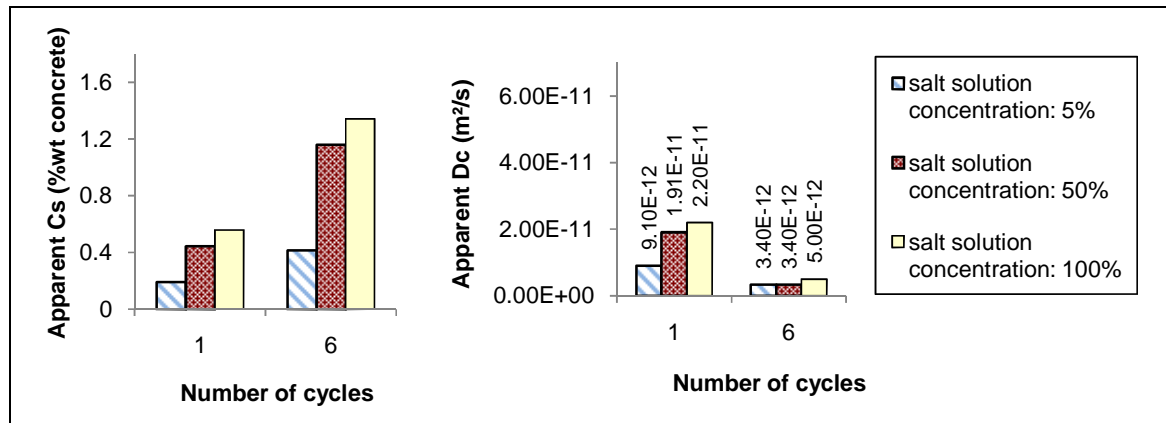 Apparent Cs (%wt concrete)
1.6
1.2
0.8
0.4
0
1
6
Number of cycles
Apparent Dc (m²/s)
6.00E-11
4.00E-11
2.00E-11
0.00E+00
9.10E-12
1.91E-11
2.20E-11
3.40E-12
3.40E-12
5.00E-12
1
6
Number of cycles
salt solution
concentration: 5%
salt solution
concentration: 50%
salt solution
concentration: 100%